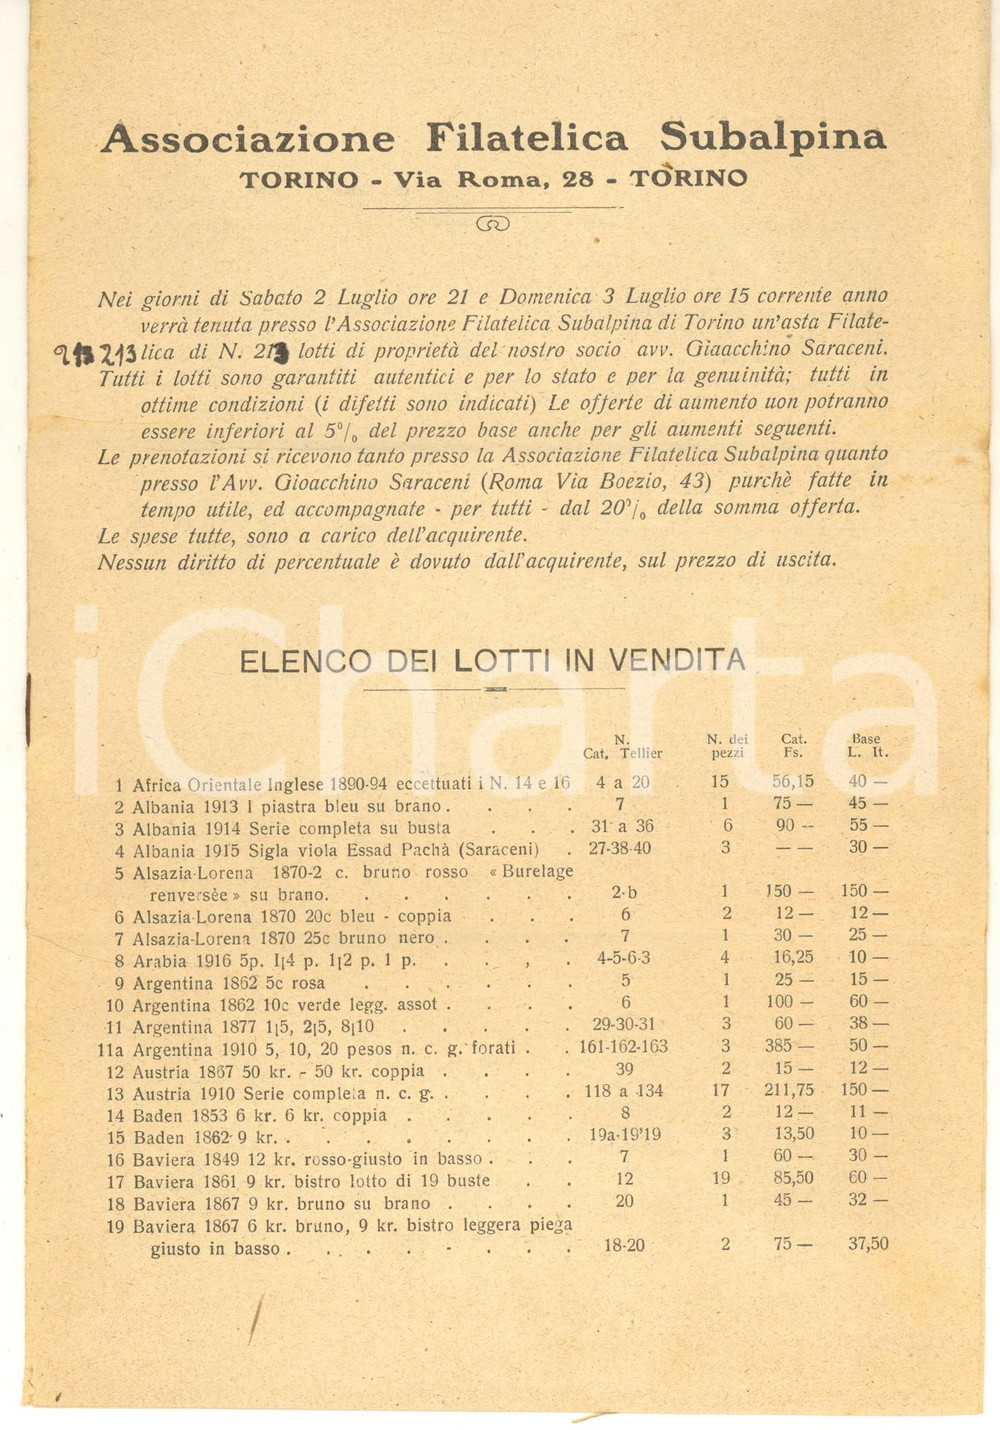 Associazione Filatelica Subalpina
TORINO - Via Roma, 28 - TORINO
Nei giorni di Sabato 2 Luglio ore 21 e Domenica 3 Luglio ore 15 corrente anno
verrà tenuta presso l'Associazione Filatelica Subalpina di Torino un'asta Filate-
213 213 lica di N. 213 lotti di proprietà del nostro socio avv. Giaacchino Saraceni.
Tutti i lotti sono garantiti autentici e per lo stato e per la genuinità; tutti in
ottime condizioni (i difetti sono indicati) Le offerte di aumento uon potranno
essere inferiori al 5% del prezzo base anche per gli aumenti seguenti.
Le prenotazioni si ricevono tanto presso la Associazione Filatelica Subalpina quanto
presso l'Avv. Gioacchino Saraceni (Roma Via Boezio, 43) purchè fatte in
tempo utile, ed accompagnate - per tutti - dal 20% della somma offerta.
Le spese tutte, sono a carico dell'acquirente.
Nessun diritto di percentuale è dovuto dall'acquirente, sul prezzo di uscita.
iCharta
ELENCO DEI LOTTI IN VENDITA
N. Cat. Tellier N. dei pezzi Cat. Fs. Base L. It.
1 Africa Orientale Inglese 1890-94 eccettuati i N. 14 e 16 4 a 20 15 56,15 40 —
2 Albania 1913 1 piastra bleu su brano . . . . 7 1 75 — 45 —
3 Albania 1914 Serie completa su busta . . . 31 a 36 6 90 -- 55 —
4 Albania 1915 Sigla viola Essad Pachà (Saraceni) . 27-38-40 3 — — 30 —
5 Alsazia-Lorena 1870-2 c. bruno rosso «Burelage
renversèe» su brano. . . . . . . 2-b 1 150 — 150 —
6 Alsazia-Lorena 1870 20c bleu - coppia . . . 6 2 12 — 12 —
7 Alsazia-Lorena 1870 25c bruno nero . . . . 7 1 30 — 25 —
8 Arabia 1916 5p. 1|4 p. 1|2 p. 1 p. . . , . 4-5-6-3 4 16,25 10 —
9 Argentina 1862 5c rosa . . . . . . 5 1 25 — 15 —
10 Argentina 1862 10c verde legg. assot . . . . 6 1 100 — 60 —
11 Argentina 1877 1|5, 2|5, 8|10 . . . . . 29-30-31 3 60 — 38 —
11a Argentina 1910 5, 10, 20 pesos n. c. g. forati . . 161-162-163 3 385 — 50 —
12 Austria 1867 50 kr. - 50 kr. coppia . . . . 39 2 15 — 12 —
13 Austria 1910 Serie completa n. c. g. . . . . 118 a 134 17 211,75 150 —
14 Baden 1853 6 kr. 6 kr. coppia . . . . . 8 2 12 — 11 —
15 Baden 1862 9 kr. . . . . . . . . 19a-19'19 3 13,50 10 —
16 Baviera 1849 12 kr. rosso-giusto in basso . . . 7 1 60 — 30 —
17 Baviera 1861 9 kr. bistro lotto di 19 buste . . 12 19 85,50 60 —
18 Baviera 1867 9 kr. bruno su brano . . . . 20 1 45 — 32 —
19 Baviera 1867 6 kr. bruno, 9 kr. bistro leggera piega
giusto in basso . . . . . - . . . 18-20 2 75 — 37,50